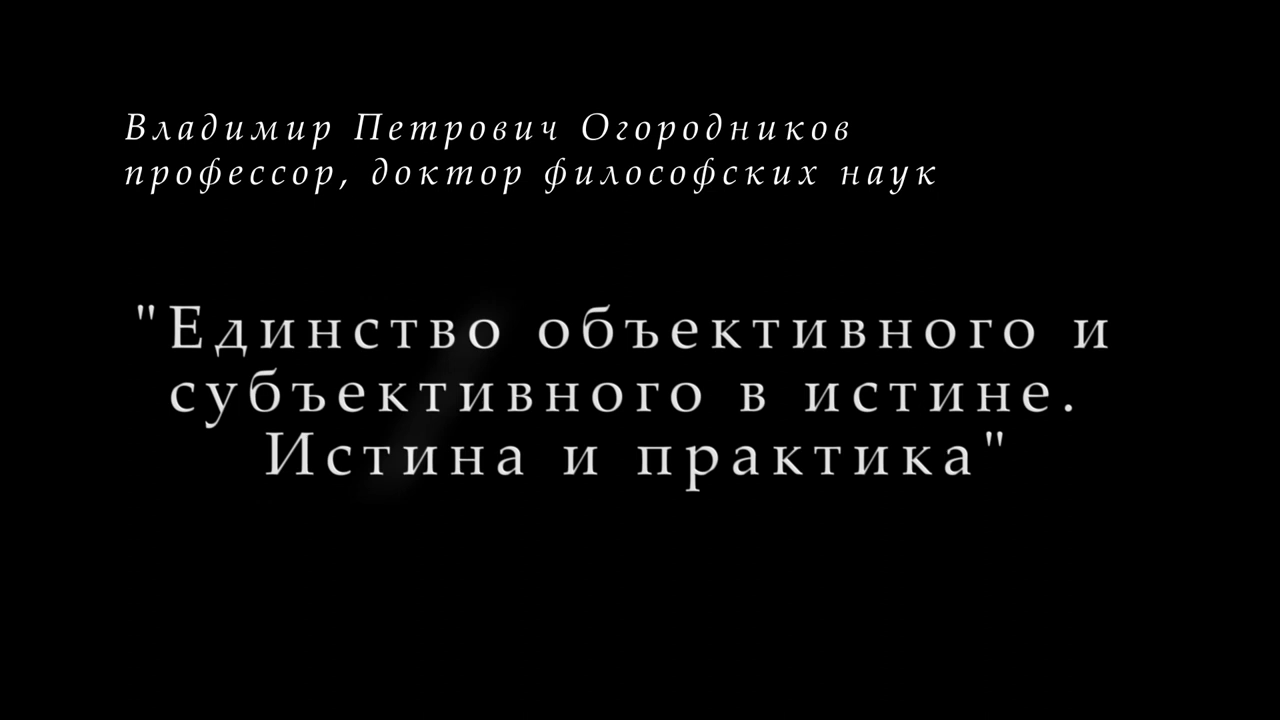 Владимир Петрович Огородников
профессор, доктор философских наук
"Единство объективного и
субъективного в истине.
Истина и практика"